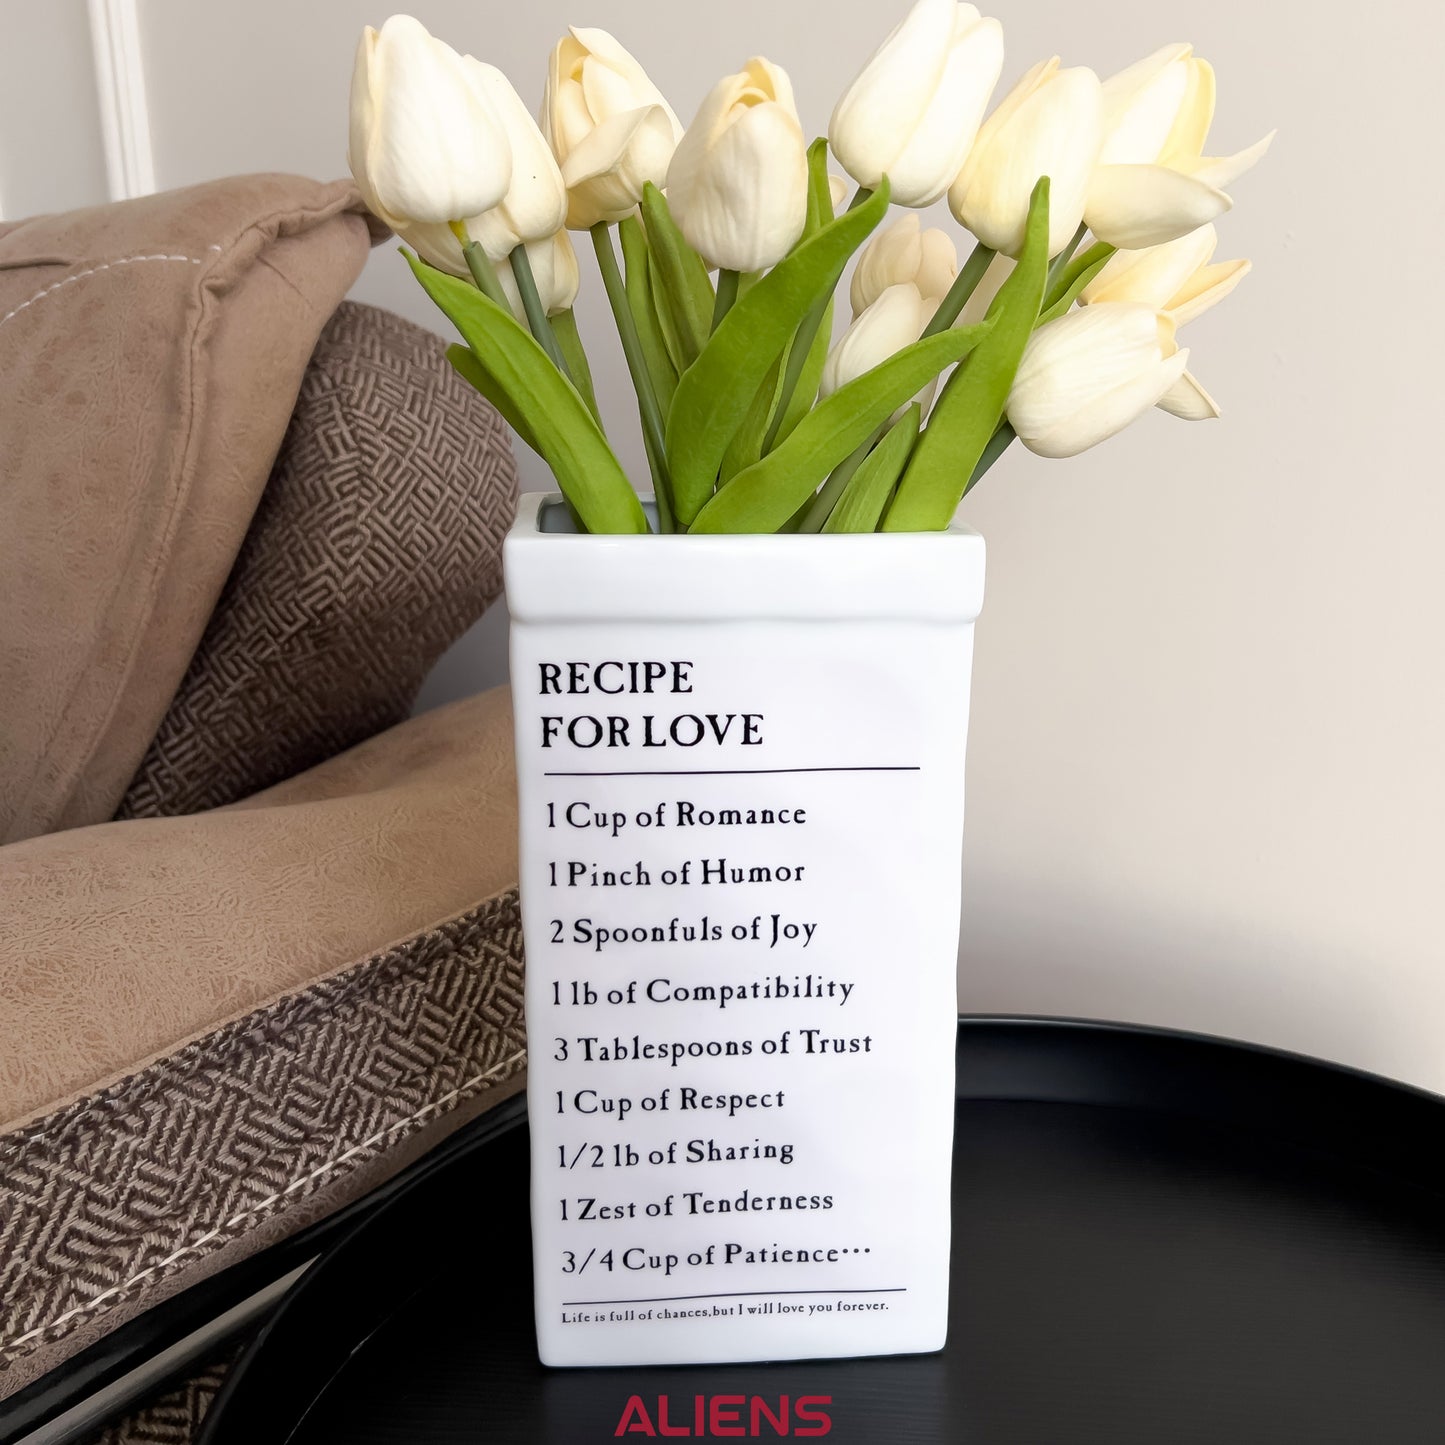 RECIPE
FOR LOVE
1 Cup of Romance
1 Pinch of Humor
2 Spoonfuls of Joy
1 lb of Compatibility
3 Tablespoons of Trust
1 Cup of Respect
1/2 lb of Sharing
1 Zest of Tenderness
3/4 Cup of Patience···
Life is full of chances,but I will love you forever.
ALIENS